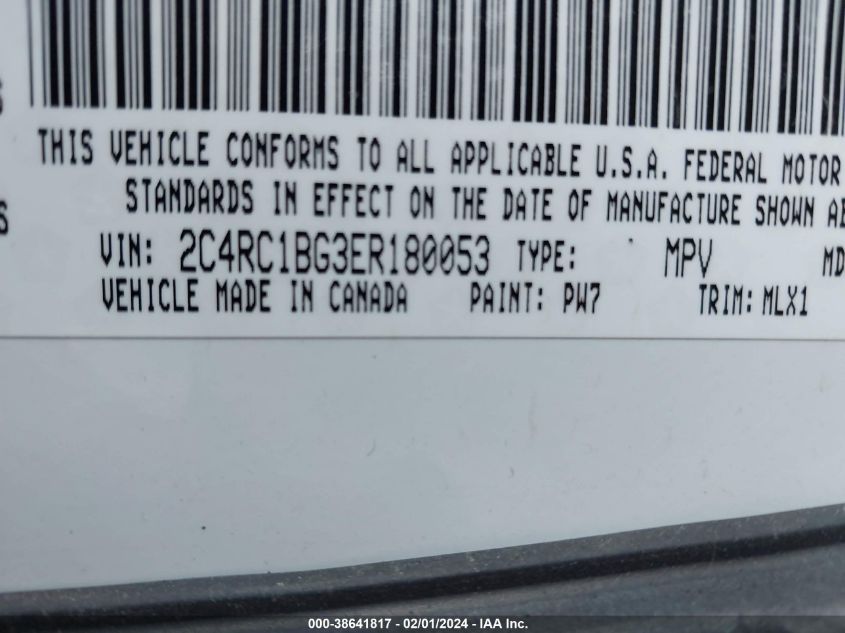 THIS VEHICLE CONFORMS TO ALL APPLICABLE U.S.A. FEDERAL MOTOR
STANDARDS IN EFFECT ON THE DATE OF MANUFACTURE SHOWN
VIN: 2C4RC1BG3ER180053 TYPE: MPV MD
VEHICLE MADE IN CANADA PAINT: PW7 TRIM: MLX1
000-38641817 - 02/01/2024 - IAA Inc.